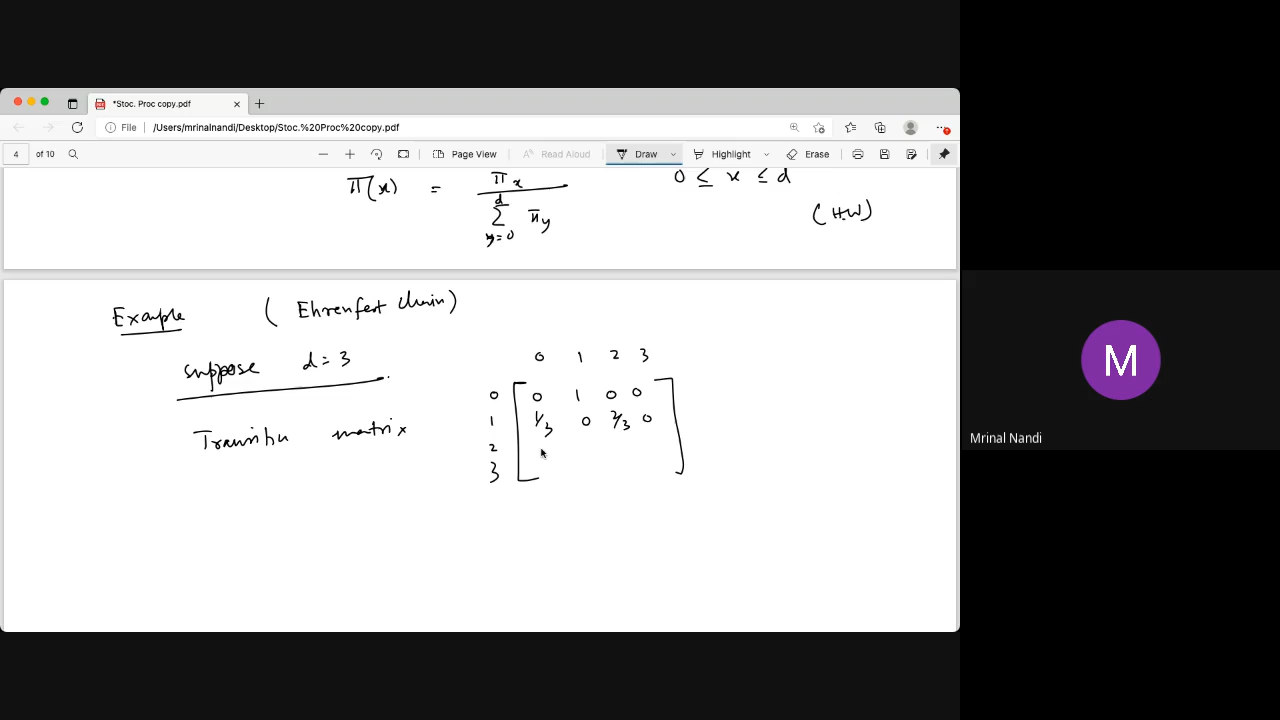 *Stoc. Proc copy.pdf
File /Users/mrinalnandi/Desktop/Stoc.%20Proc%20copy.pdf
4 of 10 Page View Read Aloud Draw Highlight Erase
π(x) = π_x / Σ_{y=0}^{d} π_y 0 ≤ x ≤ d
(H.W)
Example (Ehrenfest chain)
suppose d = 3
0 1 2 3
0 0 1 0 0
1 1/3 0 2/3 0
Transition matrix
2
3
M
Mrinal Nandi